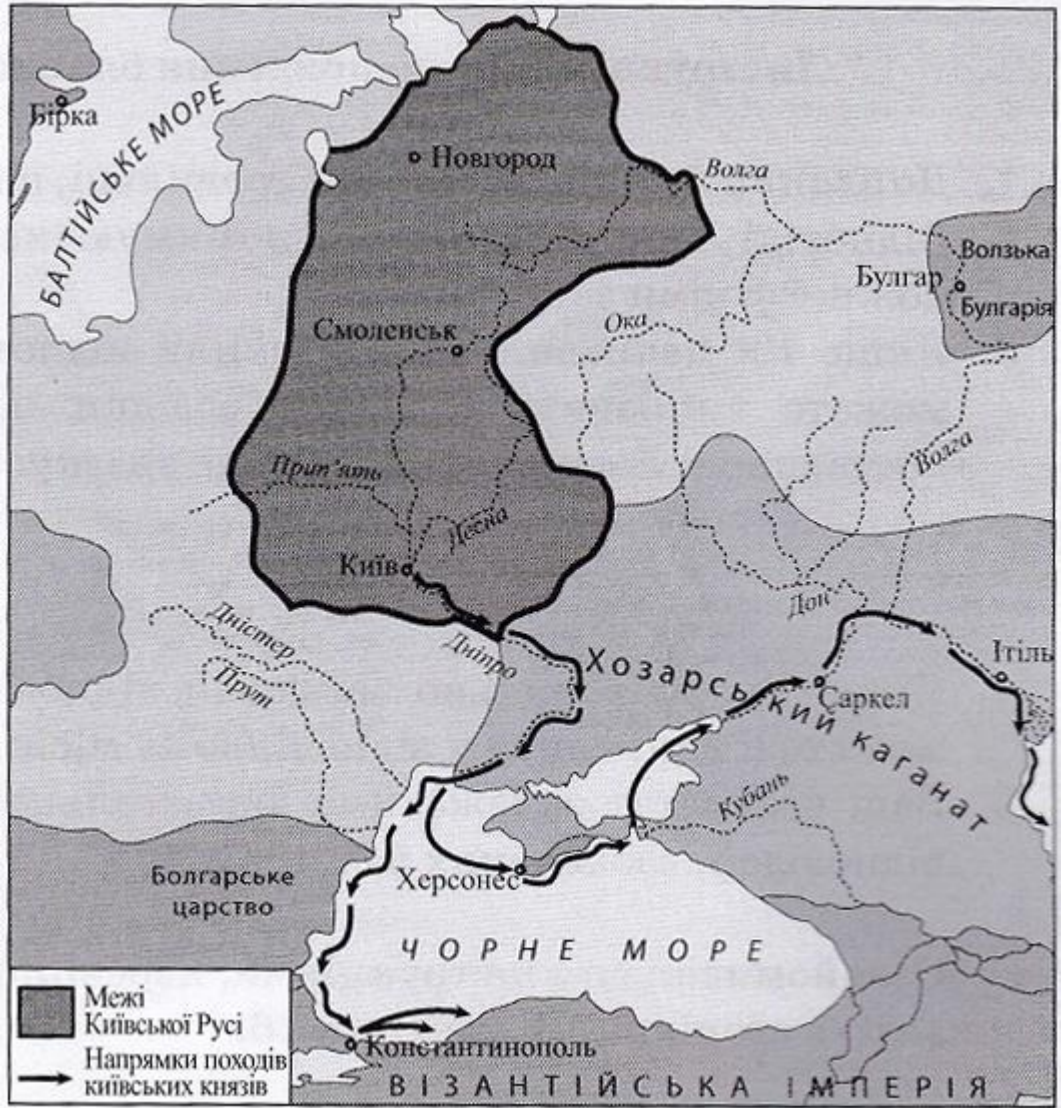 Бірка
БАЛТІЙСЬКЕ МОРЕ
Новгород
Волга
Волзька
Булгар
Булгарія
Ока
Смоленськ
Волга
Прип'ять
Десна
Київ
Дон
Дністер
Дніпро
Прут
Хозарський каганат
Ітіль
Саркел
Кубань
Болгарське
царство
Херсонес
ЧОРНЕ МОРЕ
Межі
Київської Русі
Напрямки походів
київських князів
Константинополь
ВІЗАНТІЙСЬКА ІМПЕРІЯ